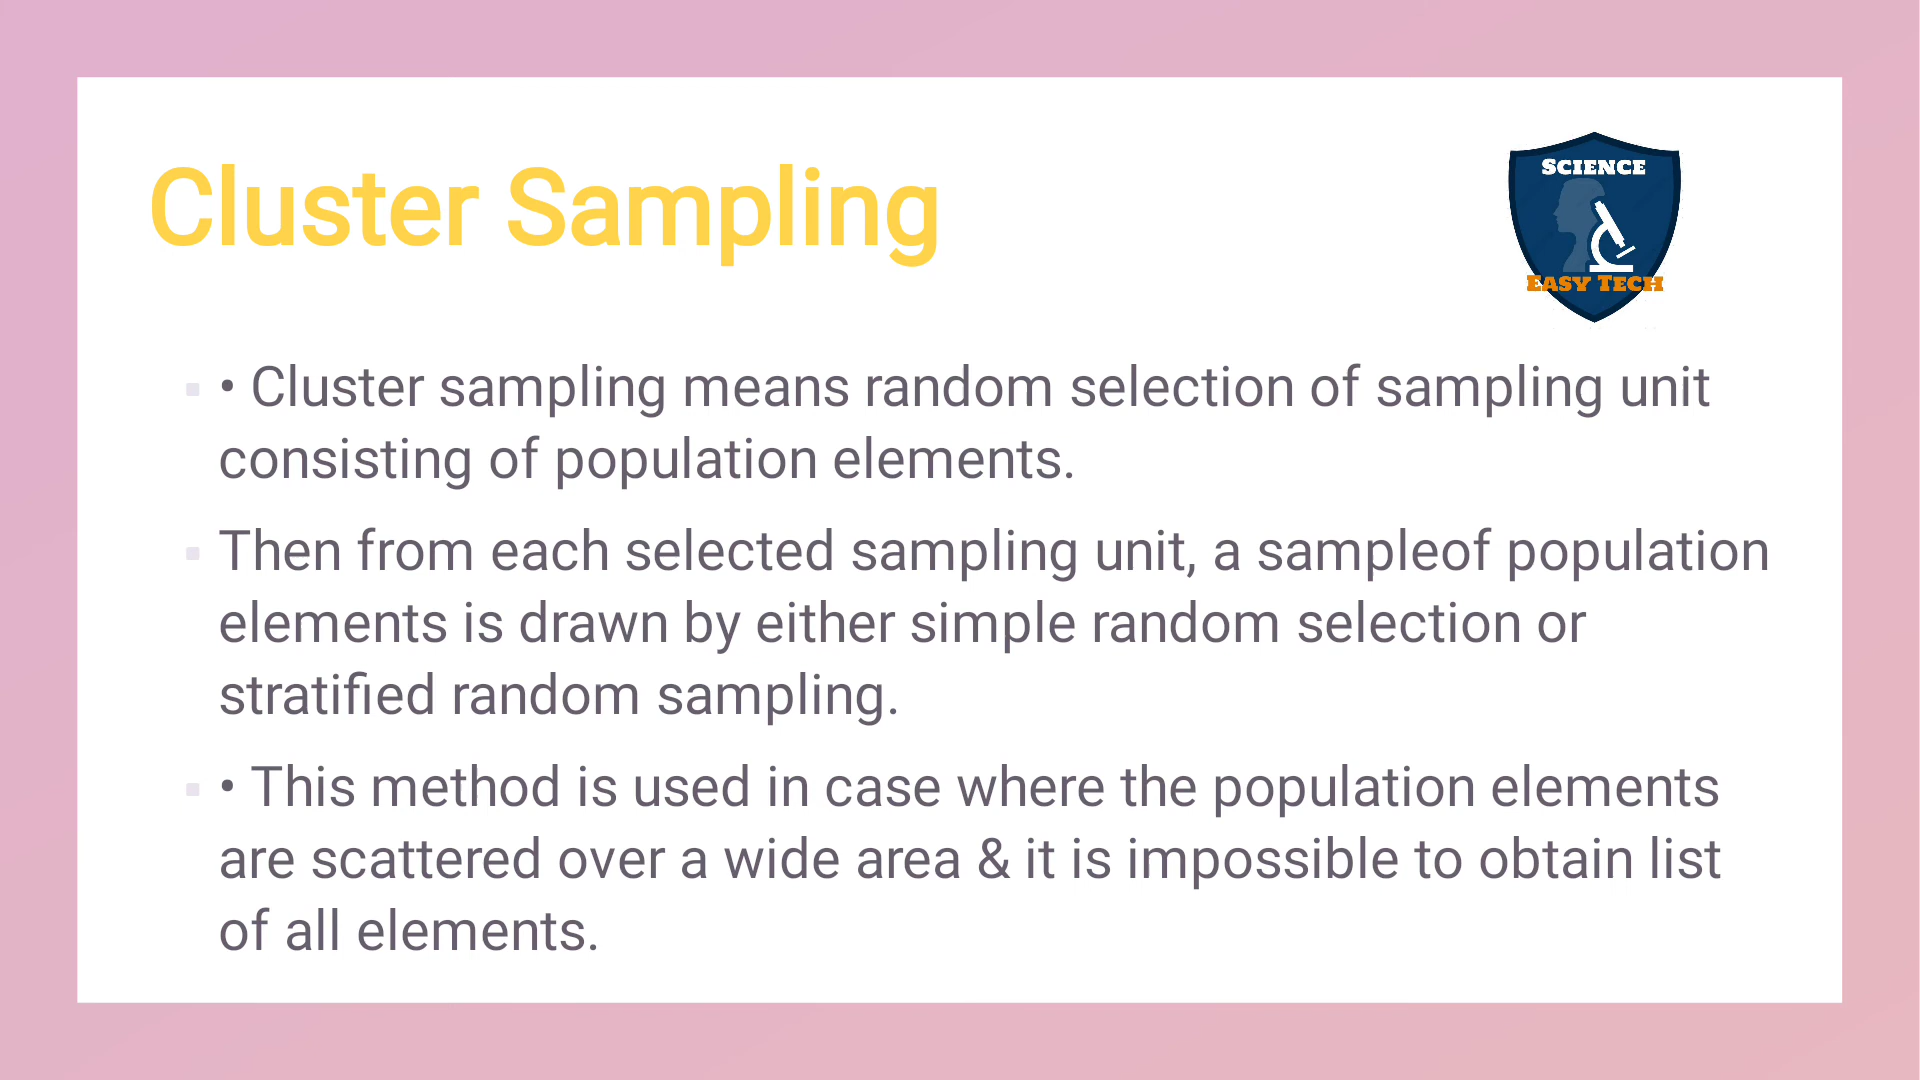 Cluster Sampling
SCIENCE
EASY TECH
• Cluster sampling means random selection of sampling unit
consisting of population elements.
Then from each selected sampling unit, a sampleof population
elements is drawn by either simple random selection or
stratified random sampling.
• This method is used in case where the population elements
are scattered over a wide area & it is impossible to obtain list
of all elements.